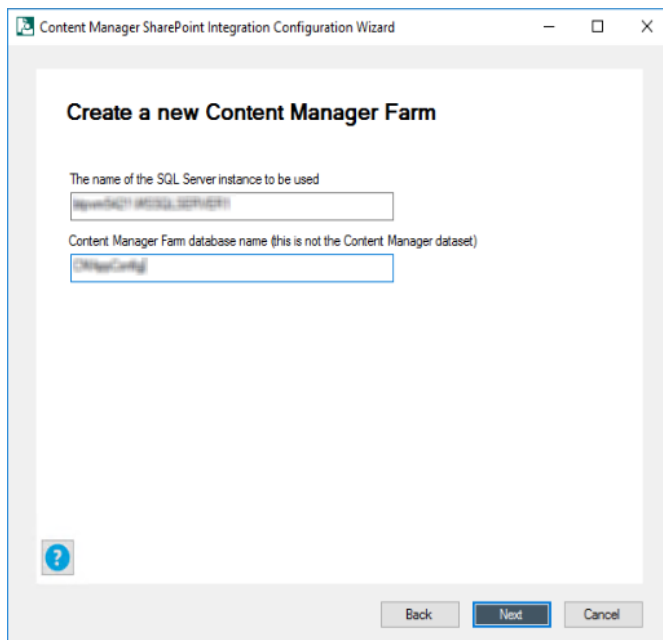 Content Manager SharePoint Integration Configuration Wizard
Create a new Content Manager Farm
The name of the SQL Server instance to be used
Content Manager Farm database name (this is not the Content Manager dataset)
?
Back Next Cancel